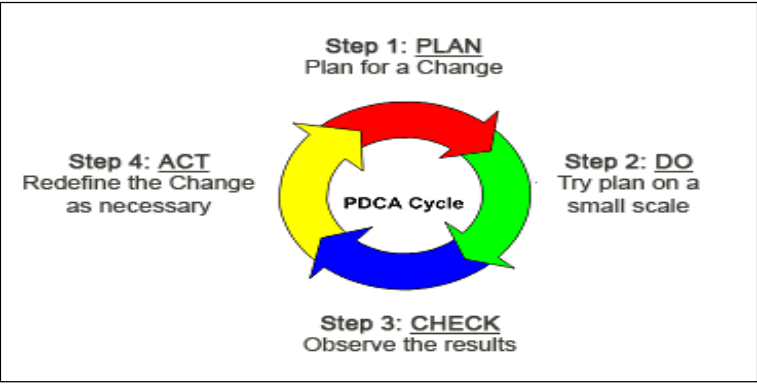 Step 1: PLAN
Plan for a Change
Step 4: ACT
Redefine the Change
as necessary
PDCA Cycle
Step 2: DO
Try plan on a
small scale
Step 3: CHECK
Observe the results